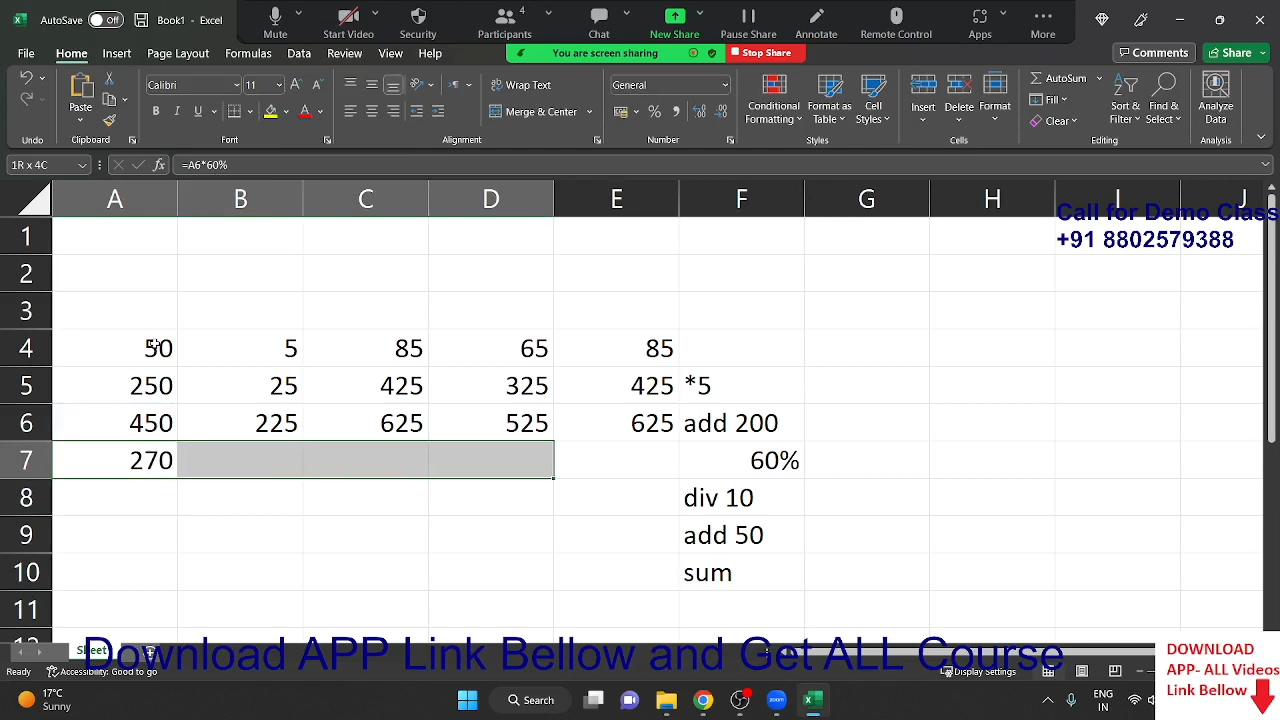 AutoSave Off Book1 - Excel
Mute Start Video Security Participants 4 Chat New Share Pause Share Annotate Remote Control Apps More
File Home Insert Page Layout Formulas Data Review View Help
You are screen sharing Stop Share
Comments Share
Paste Calibri 11 Wrap Text General AutoSum
B I U Merge & Center Fill
Clear
Conditional Formatting Format as Table Cell Styles Insert Delete Format Sort & Filter Find & Select Analyze Data
Undo Clipboard Font Alignment Number Styles Cells Editing Analysis
1R x 4C fx =A6*60%
A B C D E F G H I J
Call for Demo Class
1 +91 8802579388
2
3
4 50 5 85 65 85
5 250 25 425 325 425 *5
6 450 225 625 525 625 add 200
7 270 60%
8 div 10
9 add 50
10 sum
11
Sheet
Download APP Link Bellow and Get ALL Course
Ready Accessibility: Good to go Display Settings
DOWNLOAD
APP- ALL Videos
Link Bellow
17°C
Sunny
Search
ENG
IN